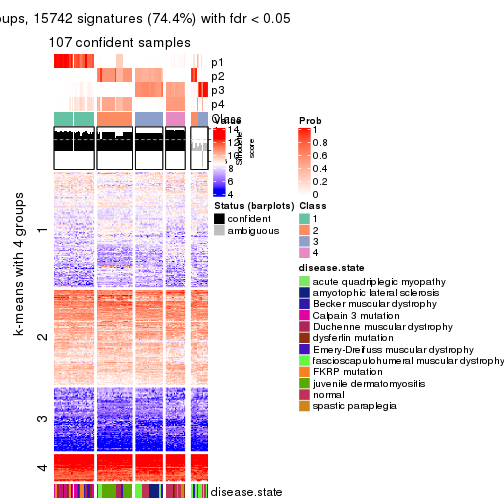 oups, 15742 signatures (74.4%) with fdr < 0.05
107 confident samples
p1
p2
p3
p4
Class
Silhouette
score
k-means with 4 groups
1
2
3
4
disease.state
Value
14
12
10
8
6
4
Prob
1
0.8
0.6
0.4
0.2
0
Status (barplots)
confident
ambiguous
Class
1
2
3
4
disease.state
acute quadriplegic myopathy
amyotophic lateral sclerosis
Becker muscular dystrophy
Calpain 3 mutation
Duchenne muscular dystrophy
dysferlin mutation
Emery-Dreifuss muscular dystrophy
fascioscapulohumeral muscular dystrophy
FKRP mutation
juvenile dermatomyositis
normal
spastic paraplegia